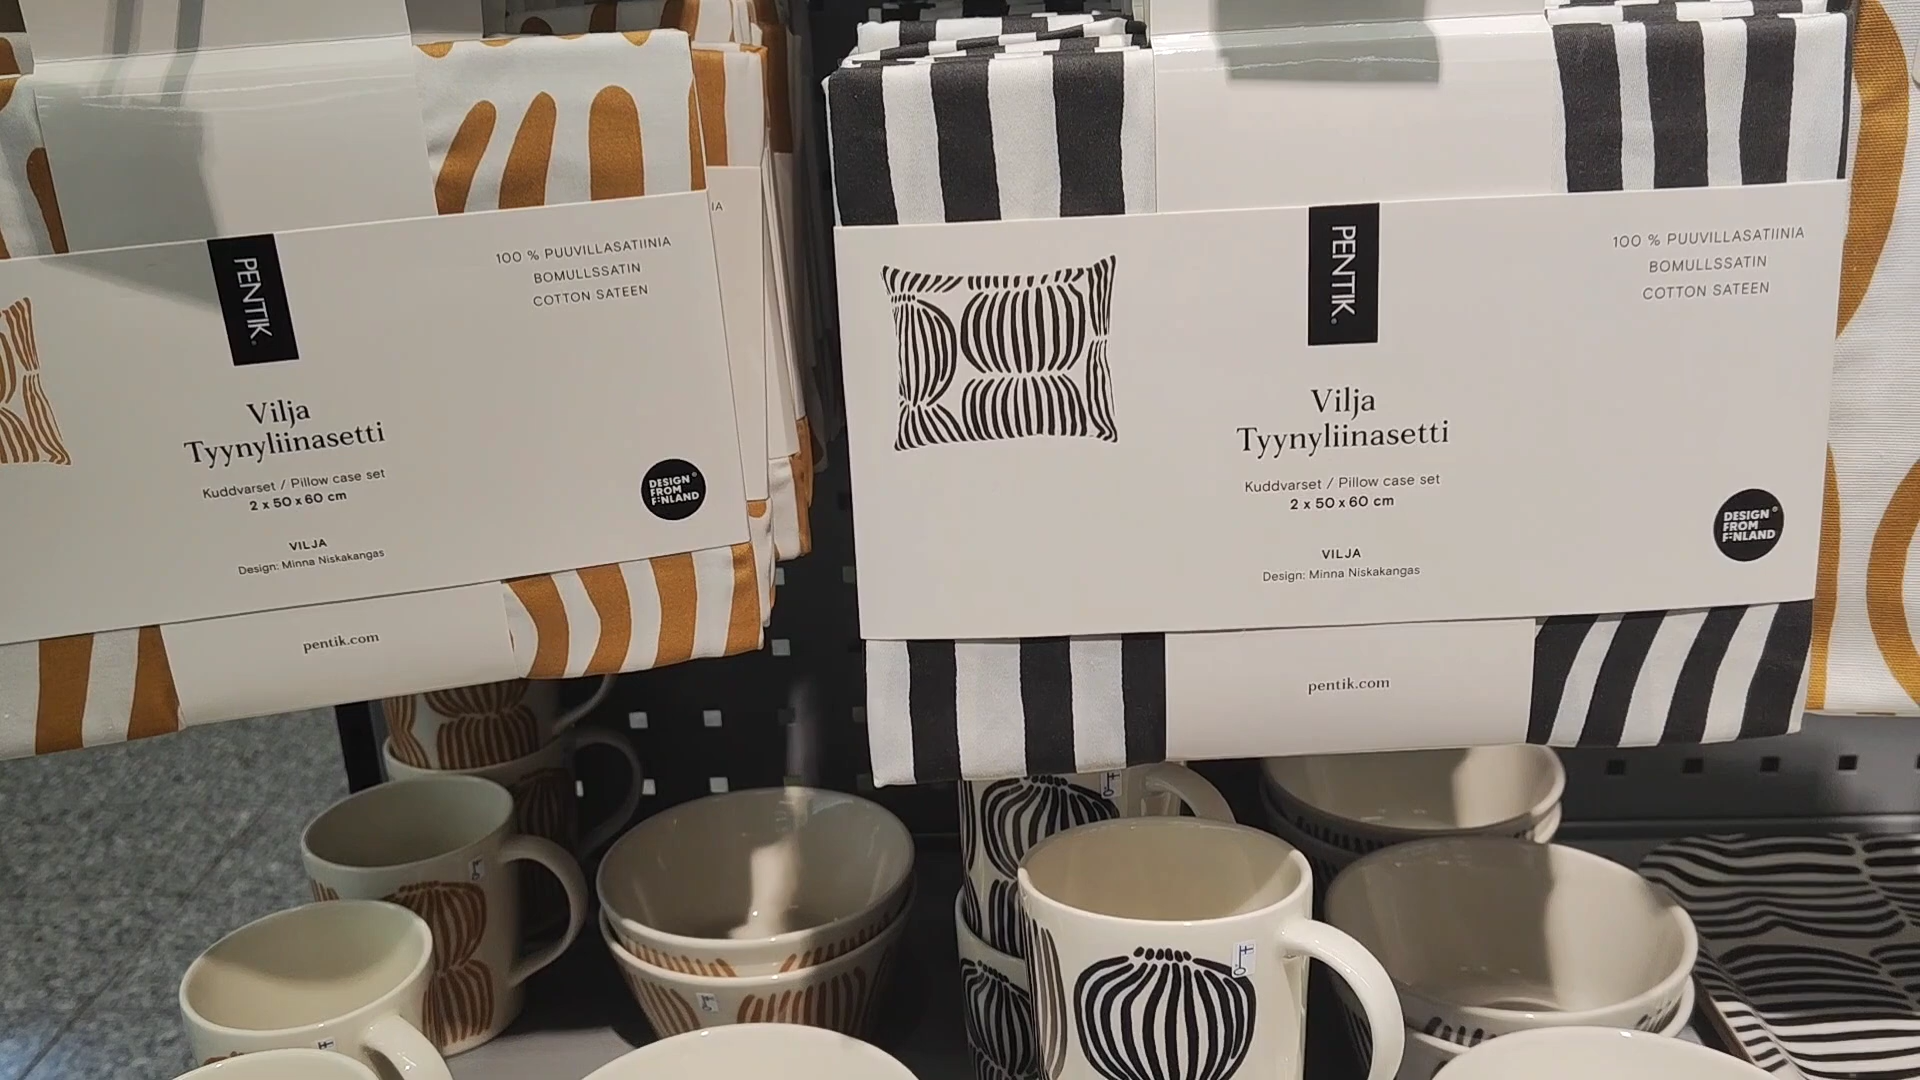 PENTIK
100 % PUUVILLASATIINIA
BOMULLSSATIN
COTTON SATEEN
Vilja
Tyynyliinasetti
Kuddvarset / Pillow case set
2 x 50 x 60 cm
VILJA
Design: Minna Niskakangas
DESIGN
FROM
FINLAND
pentik.com
IA
PENTIK
100 % PUUVILLASATIINIA
BOMULLSSATIN
COTTON SATEEN
Vilja
Tyynyliinasetti
Kuddvarset / Pillow case set
2 x 50 x 60 cm
VILJA
Design: Minna Niskakangas
DESIGN
FROM
FINLAND
pentik.com